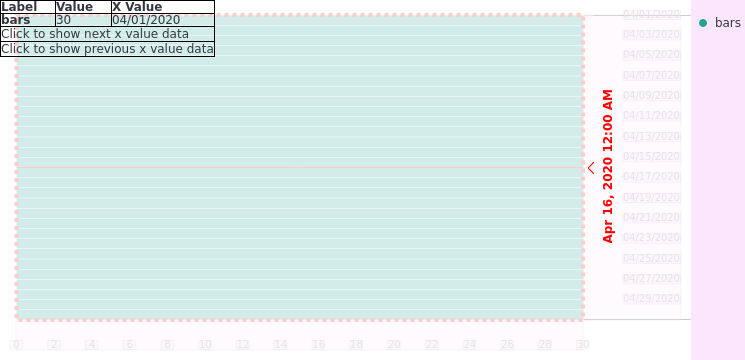 Label Value X Value
bars 30 04/01/2020
Click to show next x value data
Click to show previous x value data
bars
04/01/2020
04/03/2020
04/05/2020
04/07/2020
04/09/2020
04/11/2020
04/13/2020
04/15/2020
04/17/2020
04/19/2020
04/21/2020
04/23/2020
04/25/2020
04/27/2020
04/29/2020
Apr 16, 2020 12:00 AM
0 2 4 6 8 10 12 14 16 18 20 22 24 26 28 30